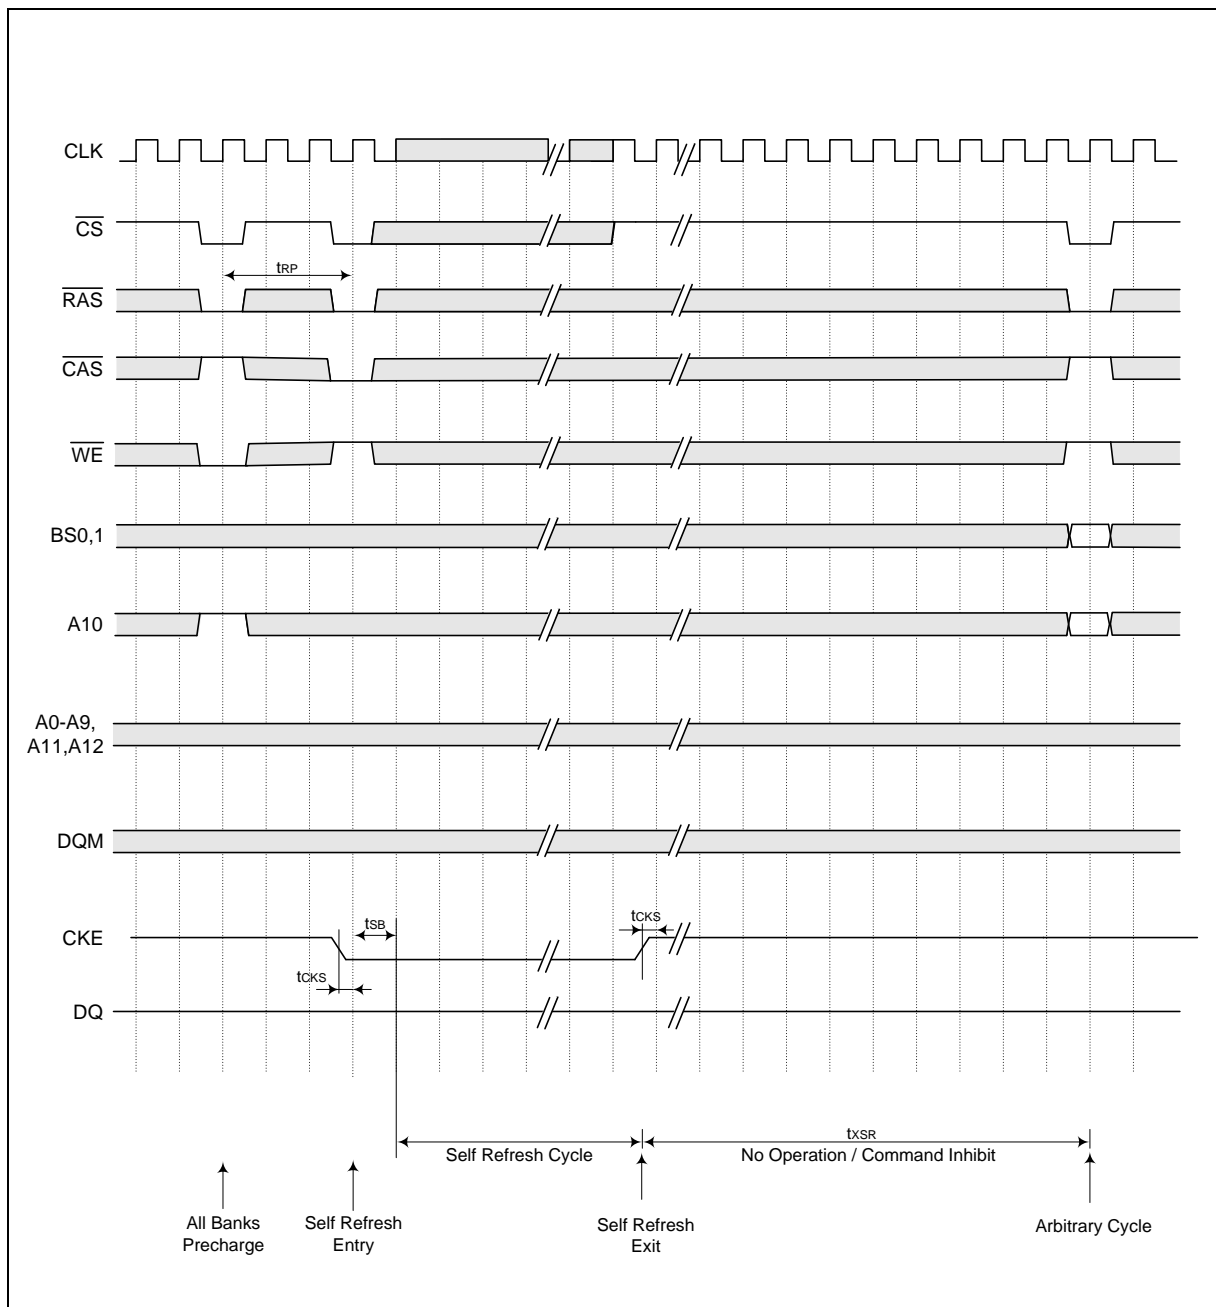 CLK
CS
tRP
RAS
CAS
WE
BS0,1
A10
A0-A9,
A11,A12
DQM
tSB
tCKS
CKE
tCKS
DQ
tXSR
Self Refresh Cycle
No Operation / Command Inhibit
All Banks
Precharge
Self Refresh
Entry
Self Refresh
Exit
Arbitrary Cycle